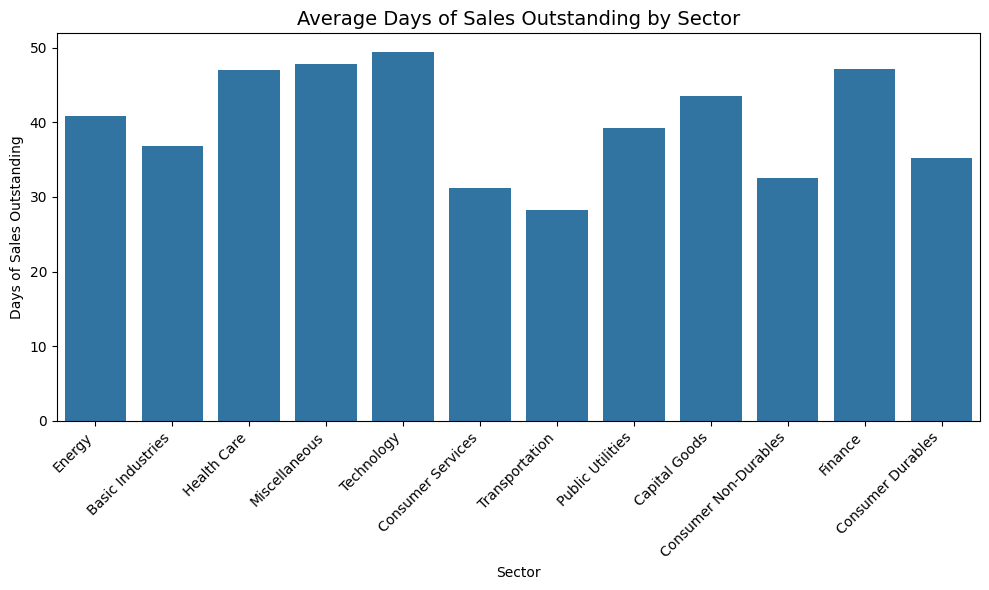 Average Days of Sales Outstanding by Sector
Days of Sales Outstanding
50
40
30
20
10
0
Energy
Basic Industries
Health Care
Miscellaneous
Technology
Consumer Services
Transportation
Public Utilities
Capital Goods
Consumer Non-Durables
Finance
Consumer Durables
Sector